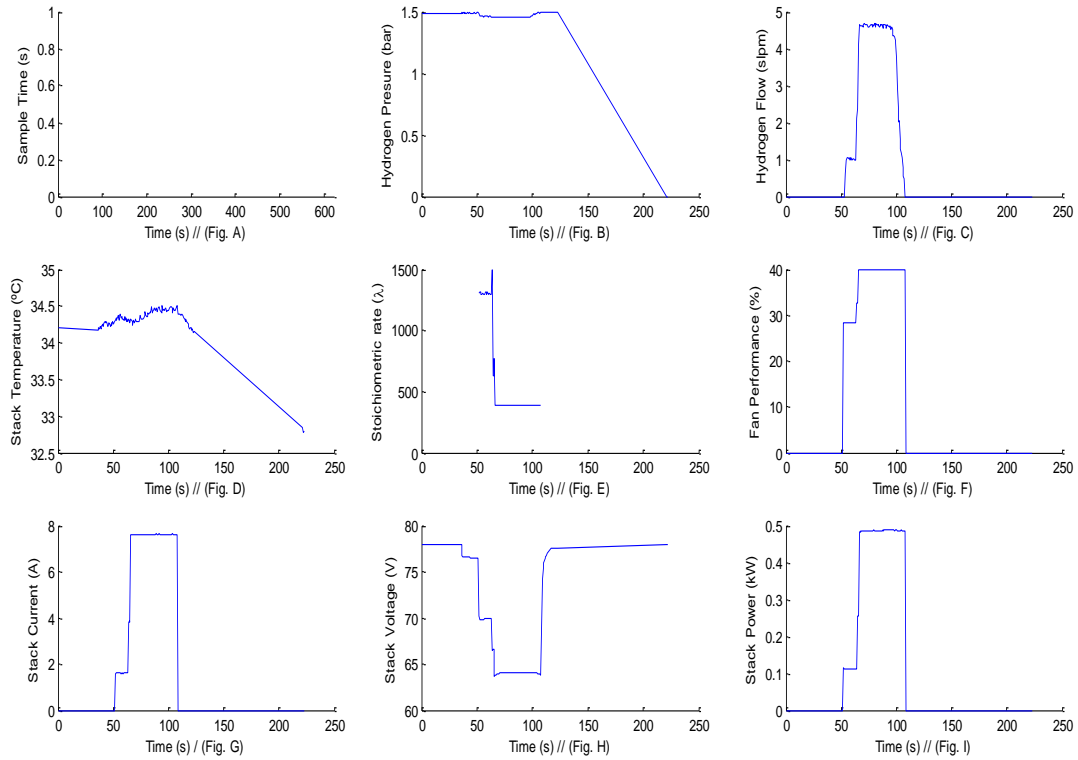 Sample Time (s)
1
0.8
0.6
0.4
0.2
0
0 100 200 300 400 500 600
Time (s) // (Fig. A)
Hydrogen Presure (bar)
1.5
1
0.5
0
0 50 100 150 200 250
Time (s) // (Fig. B)
Hydrogen Flow (slpm)
5
4
3
2
1
0
0 50 100 150 200 250
Time (s) // (Fig. C)
Stack Temperature (ºC)
35
34.5
34
33.5
33
32.5
0 50 100 150 200 250
Time (s) // (Fig. D)
Stoichiometric rate (λ)
1500
1000
500
0
0 50 100 150 200 250
Time (s) // (Fig. E)
Fan Performance (%)
40
30
20
10
0
0 50 100 150 200 250
Time (s) // (Fig. F)
Stack Current (A)
8
6
4
2
0
0 50 100 150 200 250
Time (s) / (Fig. G)
Stack Voltage (V)
80
75
70
65
60
0 50 100 150 200 250
Time (s) // (Fig. H)
Stack Power (kW)
0.5
0.4
0.3
0.2
0.1
0
0 50 100 150 200 250
Time (s) // (Fig. I)